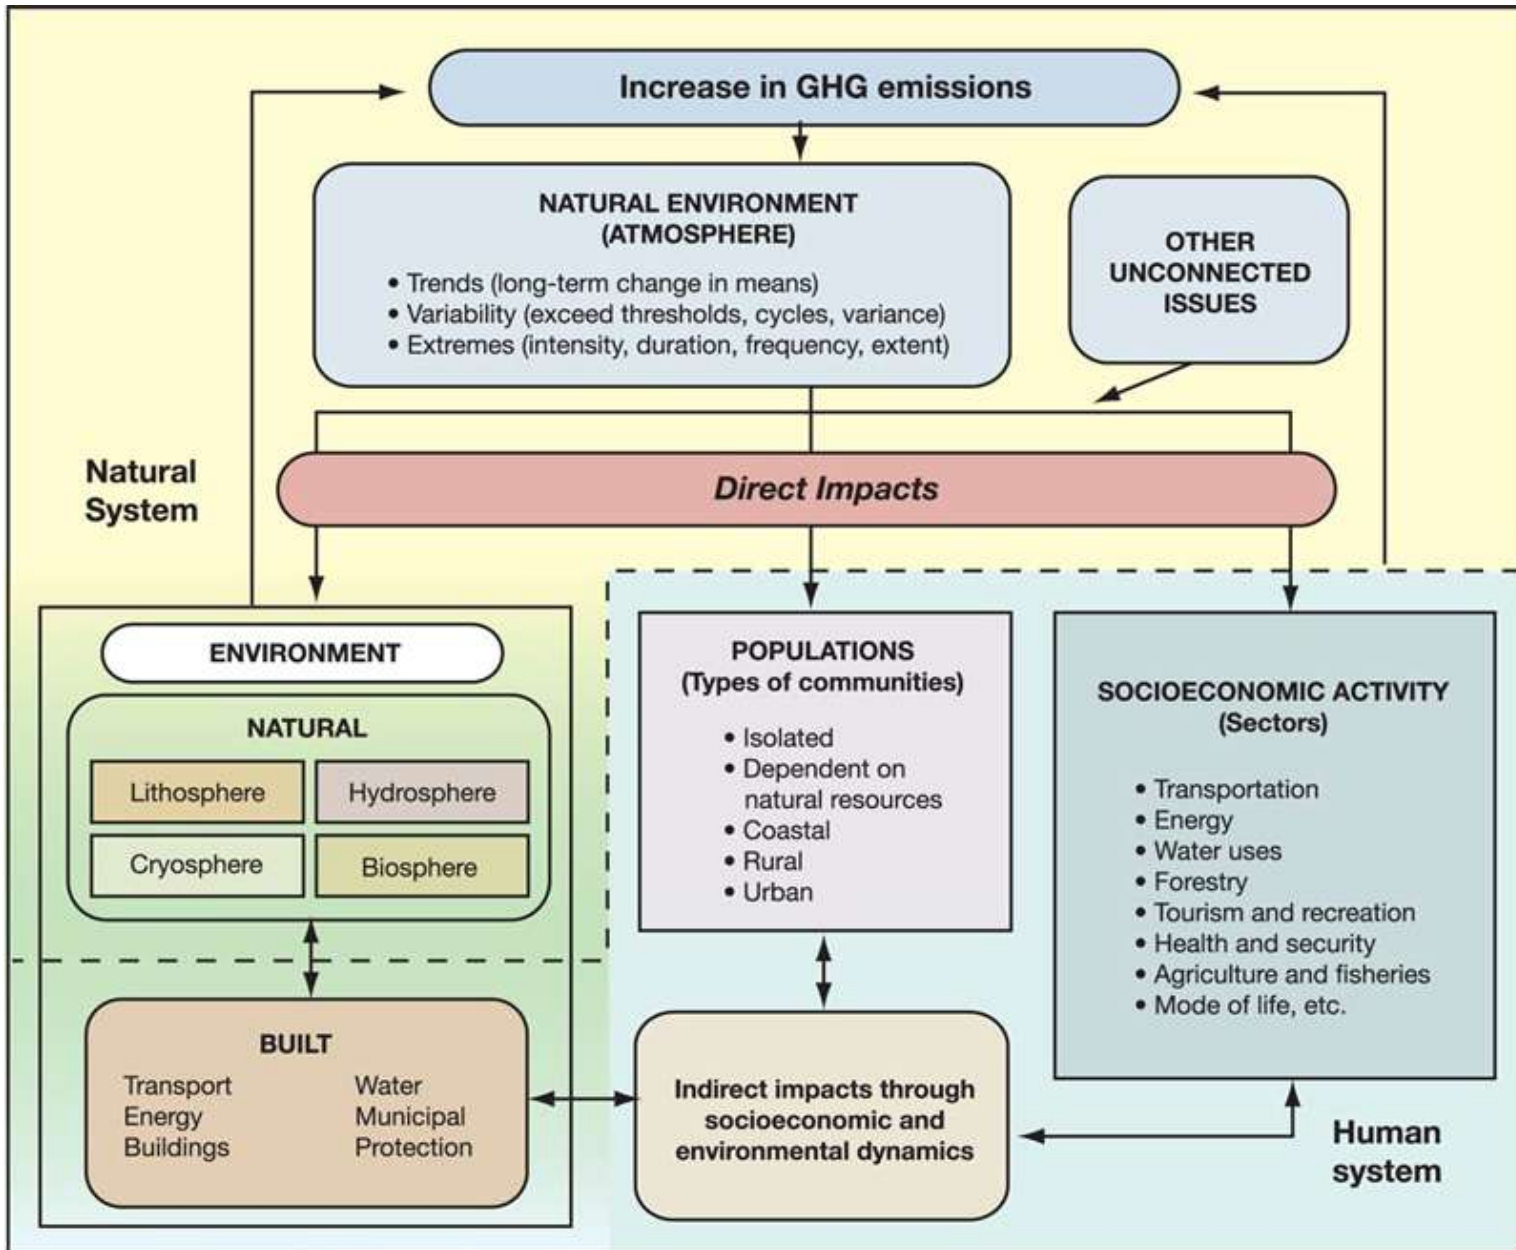 Increase in GHG emissions
NATURAL ENVIRONMENT
(ATMOSPHERE)
• Trends (long-term change in means)
• Variability (exceed thresholds, cycles, variance)
• Extremes (intensity, duration, frequency, extent)
OTHER
UNCONNECTED
ISSUES
Natural
System
Direct Impacts
ENVIRONMENT
NATURAL
Lithosphere
Hydrosphere
Cryosphere
Biosphere
BUILT
Transport
Energy
Buildings
Water
Municipal
Protection
POPULATIONS
(Types of communities)
• Isolated
• Dependent on
natural resources
• Coastal
• Rural
• Urban
Indirect impacts through
socioeconomic and
environmental dynamics
SOCIOECONOMIC ACTIVITY
(Sectors)
• Transportation
• Energy
• Water uses
• Forestry
• Tourism and recreation
• Health and security
• Agriculture and fisheries
• Mode of life, etc.
Human
system